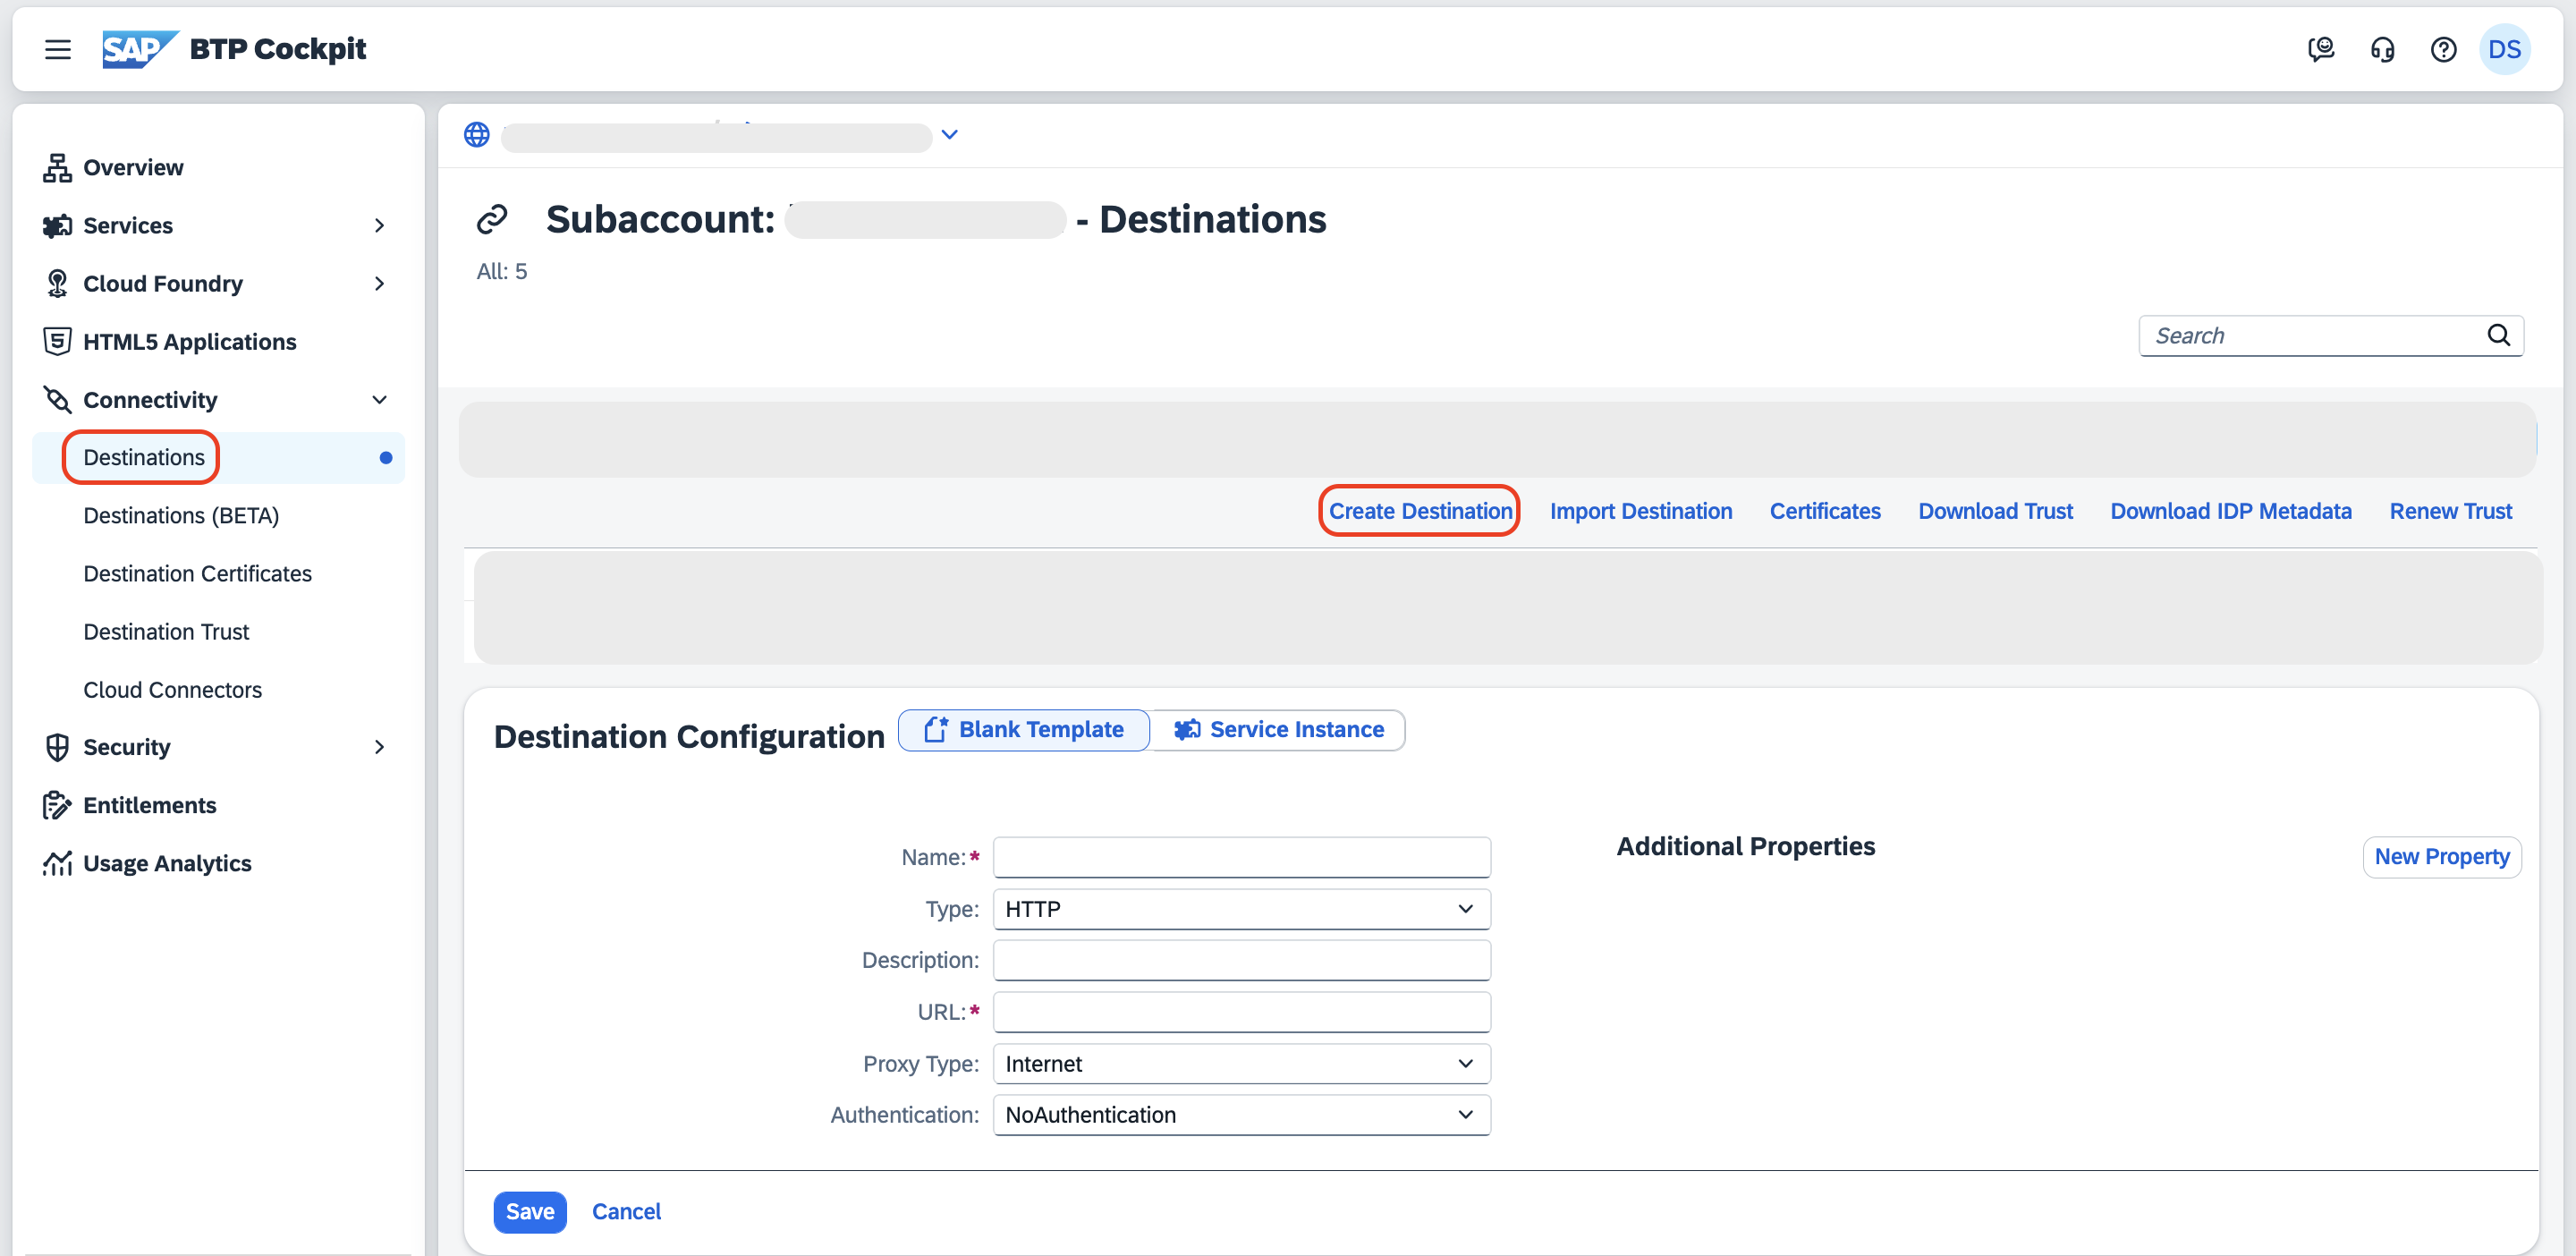 SAP BTP Cockpit
DS
Overview
Services
Cloud Foundry
HTML5 Applications
Connectivity
Destinations
Destinations (BETA)
Destination Certificates
Destination Trust
Cloud Connectors
Security
Entitlements
Usage Analytics
Subaccount: - Destinations
All: 5
Search
Create Destination Import Destination Certificates Download Trust Download IDP Metadata Renew Trust
Destination Configuration Blank Template Service Instance
Name:*
Type: HTTP
Description:
URL:*
Proxy Type: Internet
Authentication: NoAuthentication
Additional Properties
New Property
Save Cancel